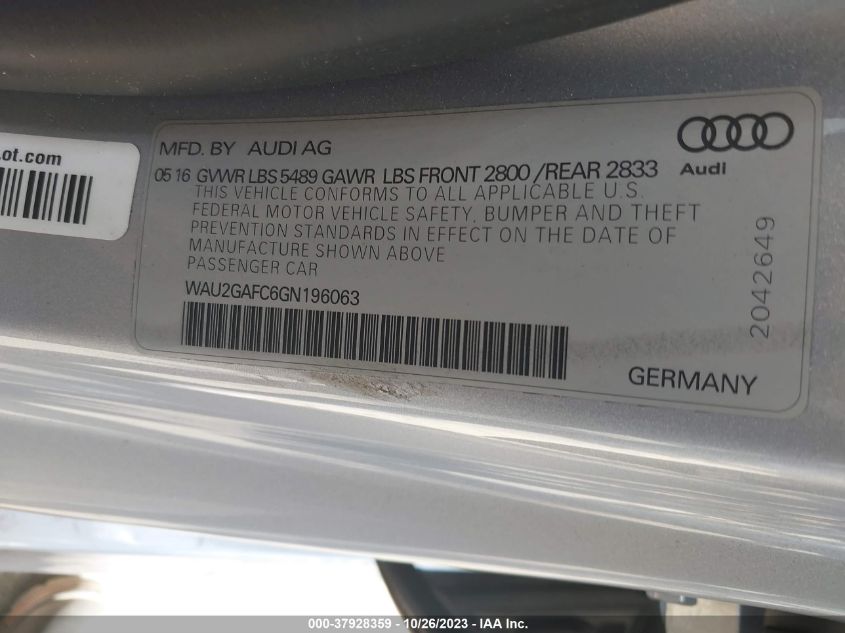 ot.com
MFD. BY AUDI AG
Audi
05 16 GVWR LBS 5489 GAWR LBS FRONT 2800 /REAR 2833
THIS VEHICLE CONFORMS TO ALL APPLICABLE U.S.
FEDERAL MOTOR VEHICLE SAFETY, BUMPER AND THEFT
PREVENTION STANDARDS IN EFFECT ON THE DATE OF
MANUFACTURE SHOWN ABOVE
PASSENGER CAR
WAU2GAFC6GN196063
2042649
GERMANY
000-37928359 - 10/26/2023 - IAA Inc.